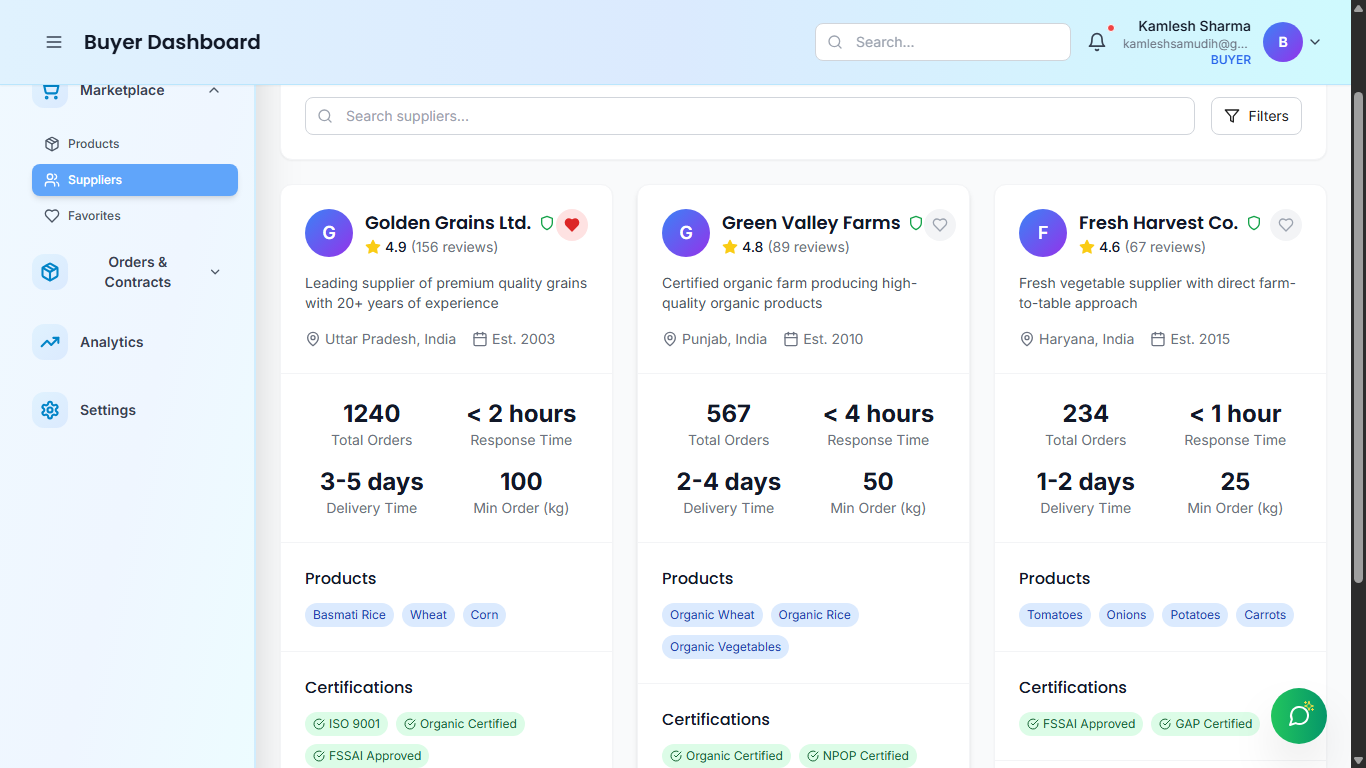 Buyer Dashboard
Search...
Kamlesh Sharma
kamleshsamudih@g...
BUYER
B
Marketplace
Products
Suppliers
Favorites
Orders &
Contracts
Analytics
Settings
Search suppliers...
Filters
G
Golden Grains Ltd.
4.9 (156 reviews)
Leading supplier of premium quality grains
with 20+ years of experience
Uttar Pradesh, India
Est. 2003
1240
Total Orders
< 2 hours
Response Time
3-5 days
Delivery Time
100
Min Order (kg)
Products
Basmati Rice
Wheat
Corn
Certifications
ISO 9001
Organic Certified
FSSAI Approved
G
Green Valley Farms
4.8 (89 reviews)
Certified organic farm producing high-
quality organic products
Punjab, India
Est. 2010
567
Total Orders
< 4 hours
Response Time
2-4 days
Delivery Time
50
Min Order (kg)
Products
Organic Wheat
Organic Rice
Organic Vegetables
Certifications
Organic Certified
NPOP Certified
F
Fresh Harvest Co.
4.6 (67 reviews)
Fresh vegetable supplier with direct farm-
to-table approach
Haryana, India
Est. 2015
234
Total Orders
< 1 hour
Response Time
1-2 days
Delivery Time
25
Min Order (kg)
Products
Tomatoes
Onions
Potatoes
Carrots
Certifications
FSSAI Approved
GAP Certified